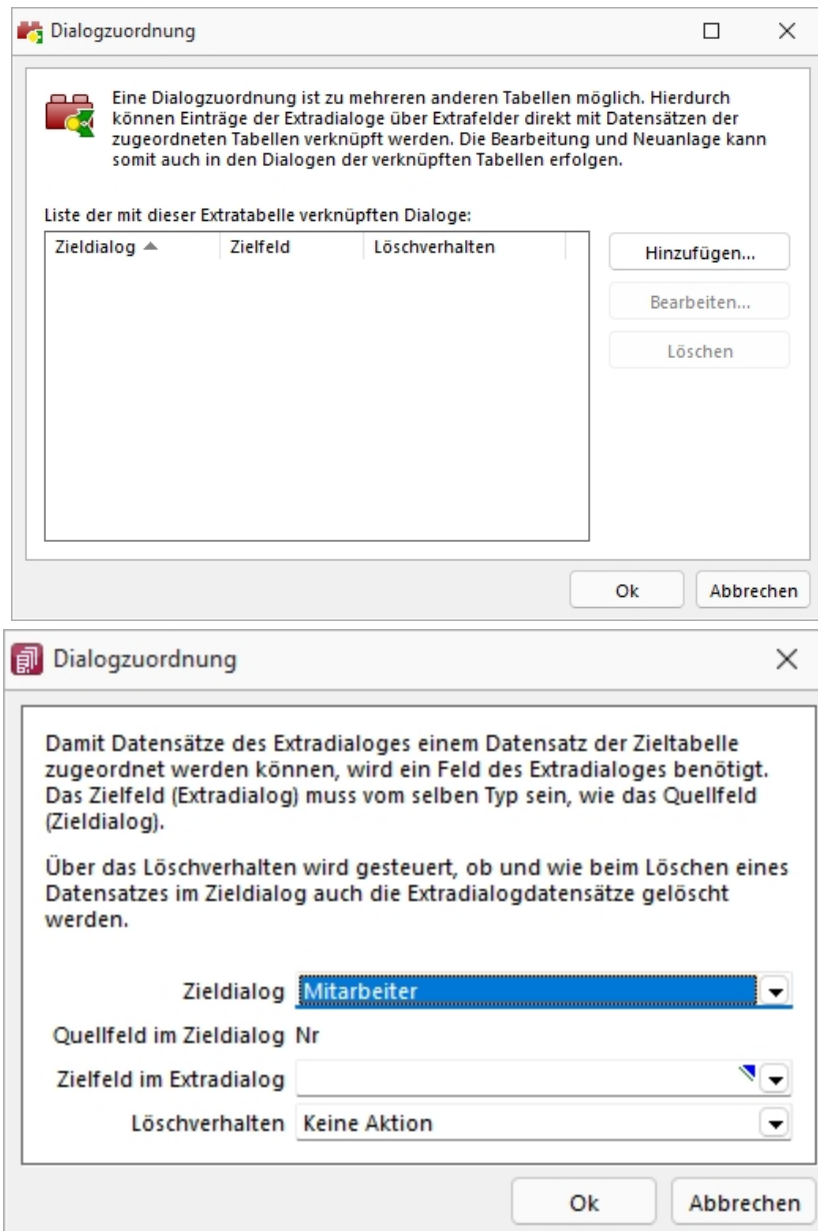 Dialogzuordnung
Eine Dialogzuordnung ist zu mehreren anderen Tabellen möglich. Hierdurch
können Einträge der Extradialoge über Extrafelder direkt mit Datensätzen der
zugeordneten Tabellen verknüpft werden. Die Bearbeitung und Neuanlage kann
somit auch in den Dialogen der verknüpften Tabellen erfolgen.
Liste der mit dieser Extratabelle verknüpften Dialoge:
Zieldialog Zielfeld Löschverhalten
Hinzufügen...
Bearbeiten...
Löschen
Ok Abbrechen
Dialogzuordnung
Damit Datensätze des Extradialoges einem Datensatz der Zieltabelle
zugeordnet werden können, wird ein Feld des Extradialoges benötigt.
Das Zielfeld (Extradialog) muss vom selben Typ sein, wie das Quellfeld
(Zieldialog).
Über das Löschverhalten wird gesteuert, ob und wie beim Löschen eines
Datensatzes im Zieldialog auch die Extradialogdatensätze gelöscht
werden.
Zieldialog Mitarbeiter
Quellfeld im Zieldialog Nr
Zielfeld im Extradialog
Löschverhalten Keine Aktion
Ok Abbrechen